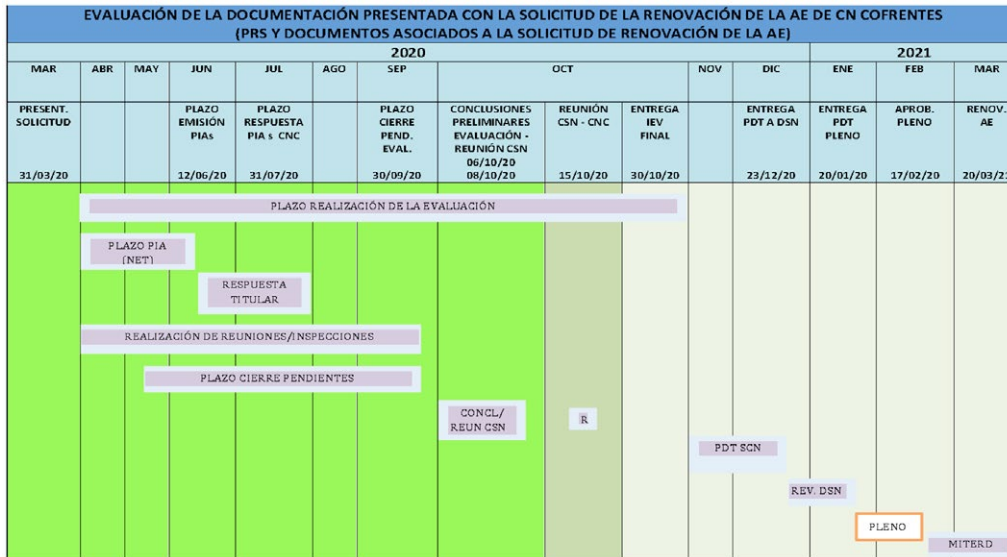 EVALUACIÓN DE LA DOCUMENTACIÓN PRESENTADA CON LA SOLICITUD DE LA RENOVACIÓN DE LA AE DE CN COFRENTES
(PRS Y DOCUMENTOS ASOCIADOS A LA SOLICITUD DE RENOVACIÓN DE LA AE)
2020 2021
MAR ABR MAY JUN JUL AGO SEP OCT NOV DIC ENE FEB MAR
PRESENT.
SOLICITUD
31/03/20
PLAZO
EMISIÓN
PIAs
12/06/20
PLAZO
RESPUESTA
PIA s CNC
31/07/20
PLAZO
CIERRE
PEND.
EVAL.
30/09/20
CONCLUSIONES
PRELIMINARES
EVALUACIÓN -
REUNIÓN CSN
06/10/20
08/10/20
REUNIÓN
CSN - CNC
15/10/20
ENTREGA
IEV
FINAL
30/10/20
ENTREGA
PDT A DSN
23/12/20
ENTREGA
PDT
PLENO
20/01/20
APROB.
PLENO
17/02/20
RENOV.
AE
20/03/21
PLAZO REALIZACIÓN DE LA EVALUACIÓN
PLAZO PIA
(NET)
RESPUESTA
TITULAR
REALIZACIÓN DE REUNIONES/INSPECCIONES
PLAZO CIERRE PENDIENTES
CONCL/
REUN CSN
R
PDT SCN
REV. DSN
PLENO
MITERD